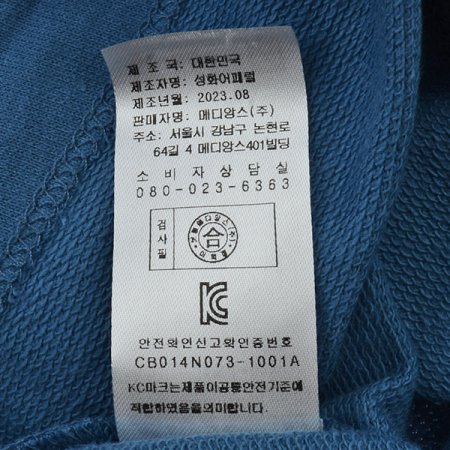 제 조 국: 대한민국
제조자명: 성화어패럴
제조년월: 2023.08
판매자명: 메디앙스(주)
주소: 서울시 강남구 논현로
64길 4 메디앙스401빌딩
소 비 자 상 담 실
080-023-6363
검사필
合
KC
안전확인신고확인증번호
CB014N073-1001A
KC마크는제품이공통안전기준에
적합하였음을의미합니다